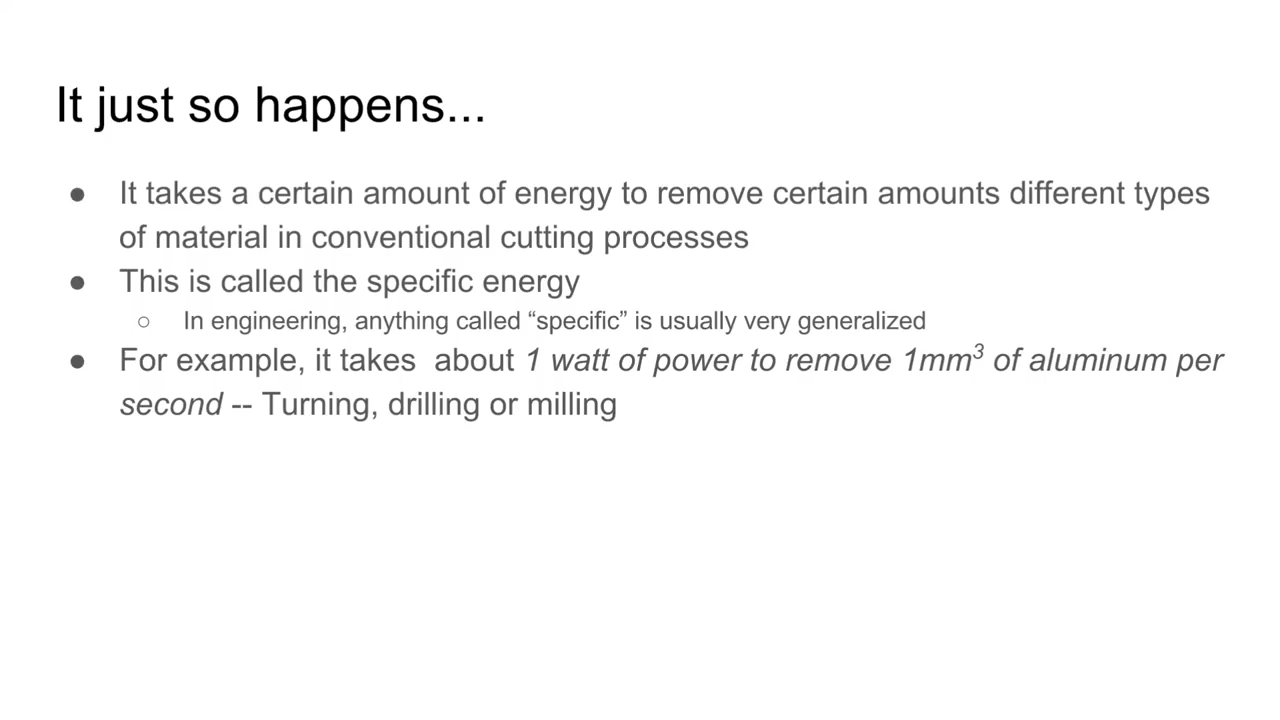 It just so happens...
● It takes a certain amount of energy to remove certain amounts different types
of material in conventional cutting processes
● This is called the specific energy
○ In engineering, anything called “specific” is usually very generalized
● For example, it takes  about 1 watt of power to remove 1mm³ of aluminum per
second -- Turning, drilling or milling